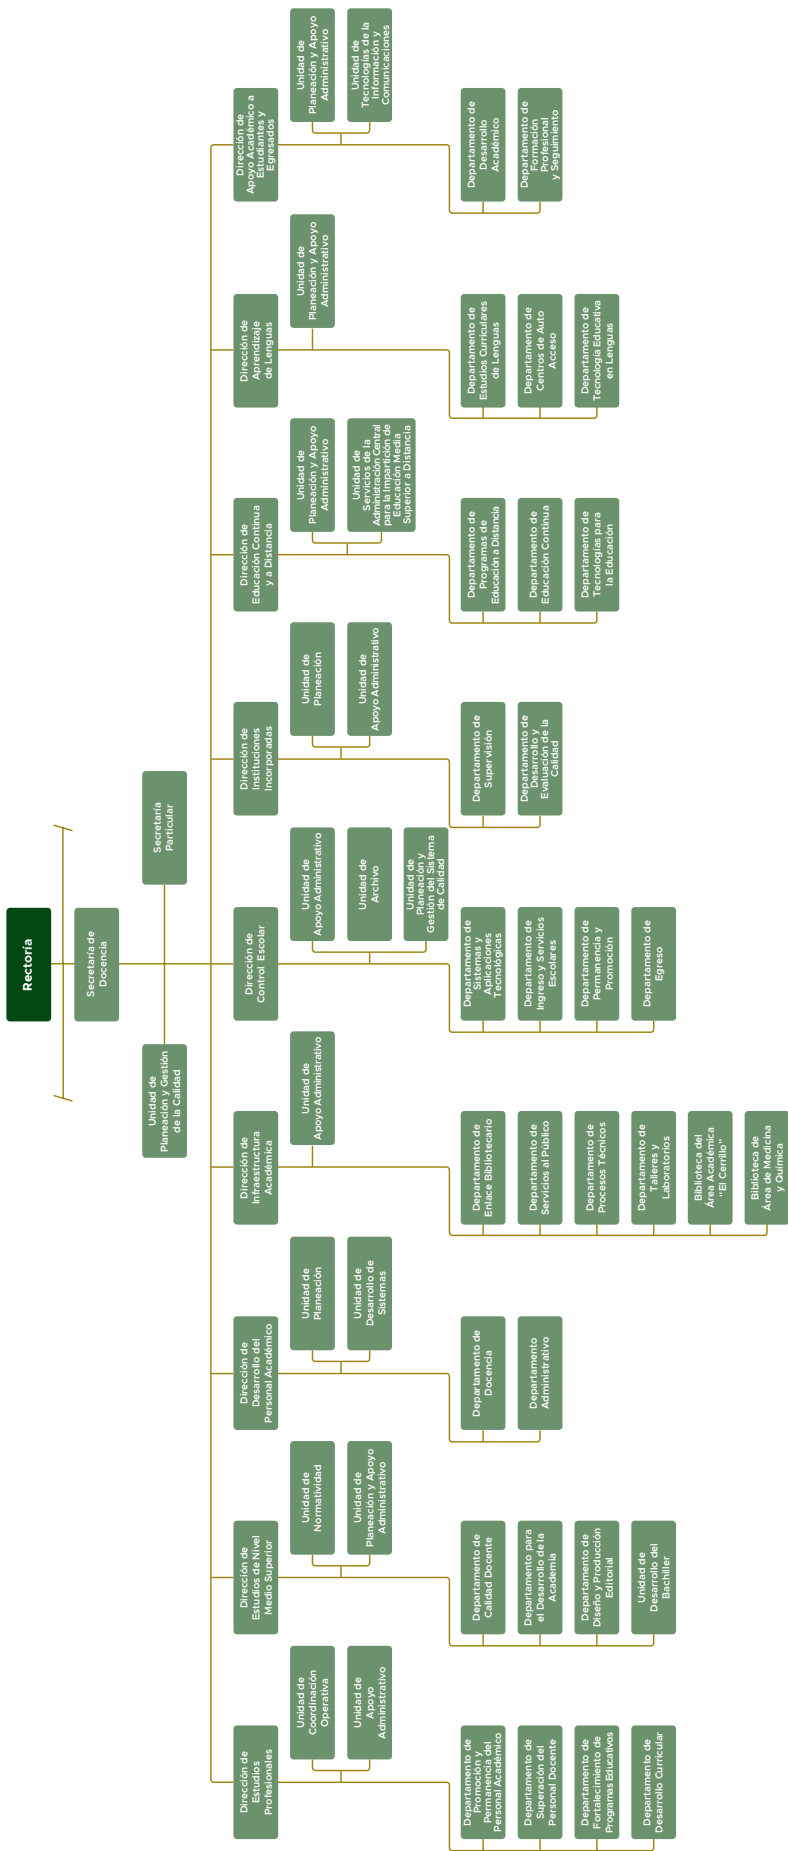 Rectoría
Secretaría de
Docencia
Unidad de
Planeación y Gestión
de la Calidad
Secretaría
Particular
Dirección de
Estudios
Profesionales
Unidad de
Coordinación
Operativa
Unidad de
Apoyo
Administrativo
Departamento de
Promoción y
Permanencia del
Personal Académico
Departamento de
Superación del
Personal Docente
Departamento de
Fortalecimiento de
Programas Educativos
Departamento de
Desarrollo Curricular
Dirección de
Estudios de Nivel
Medio Superior
Unidad de
Normatividad
Unidad de
Planeación y Apoyo
Administrativo
Departamento de
Calidad Docente
Departamento para
el Desarrollo de la
Academia
Departamento de
Diseño y Producción
Editorial
Unidad de
Desarrollo del
Bachiller
Dirección de
Desarrollo del
Personal Académico
Unidad de
Planeación
Unidad de
Desarrollo de
Sistemas
Departamento de
Docencia
Departamento
Administrativo
Dirección de
Infraestructura
Académica
Unidad de
Apoyo Administrativo
Departamento de
Enlace Bibliotecario
Departamento de
Servicios al Público
Departamento de
Procesos Técnicos
Departamento de
Talleres y
Laboratorios
Biblioteca del
Área Académica
“El Cerrillo”
Biblioteca de
Área de Medicina
y Química
Dirección de
Control Escolar
Unidad de
Apoyo Administrativo
Unidad de
Archivo
Unidad de
Planeación y
Gestión del Sistema
de Calidad
Departamento de
Sistemas y
Aplicaciones
Tecnológicas
Departamento de
Ingreso y Servicios
Escolares
Departamento de
Permanencia y
Promoción
Departamento de
Egreso
Dirección de
Instituciones
Incorporadas
Unidad de
Planeación
Unidad de
Apoyo Administrativo
Departamento de
Supervisión
Departamento de
Desarrollo y
Evaluación de la
Calidad
Dirección de
Educación Continua
y a Distancia
Unidad de
Planeación y Apoyo
Administrativo
Unidad de
Servicios de la
Administración Central
para la Impartición de
Educación Media
Superior a Distancia
Departamento de
Programas de
Educación a Distancia
Departamento de
Educación Continua
Departamento de
Tecnologías para
la Educación
Dirección de
Aprendizaje
de Lenguas
Unidad de
Planeación y Apoyo
Administrativo
Departamento de
Estudios Curriculares
de Lenguas
Departamento de
Centros de Auto
Acceso
Departamento de
Tecnología Educativa
en Lenguas
Dirección de
Apoyo Académico a
Estudiantes y
Egresados
Unidad de
Planeación y Apoyo
Administrativo
Unidad de
Tecnologías de la
Información y
Comunicaciones
Departamento de
Desarrollo
Académico
Departamento de
Formación
Profesional
y Seguimiento